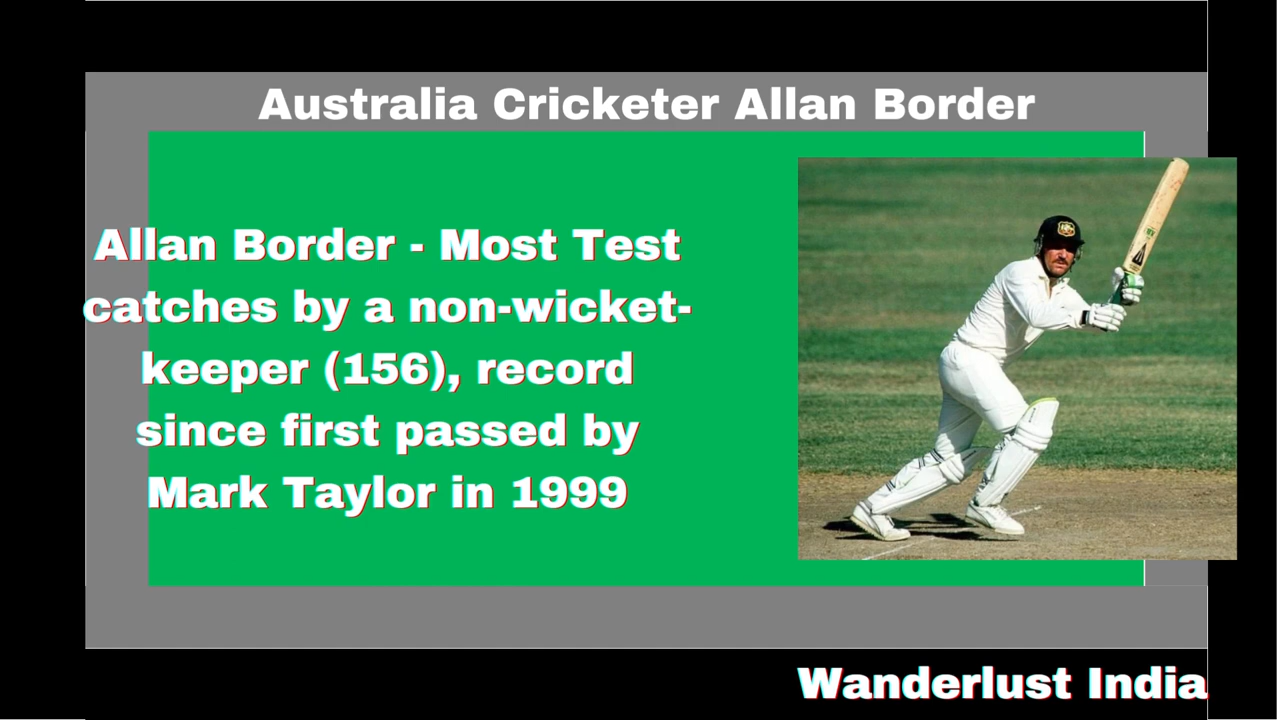 Australia Cricketer Allan Border
Allan Border - Most Test
catches by a non-wicket-
keeper (156), record
since first passed by
Mark Taylor in 1999
Wanderlust India